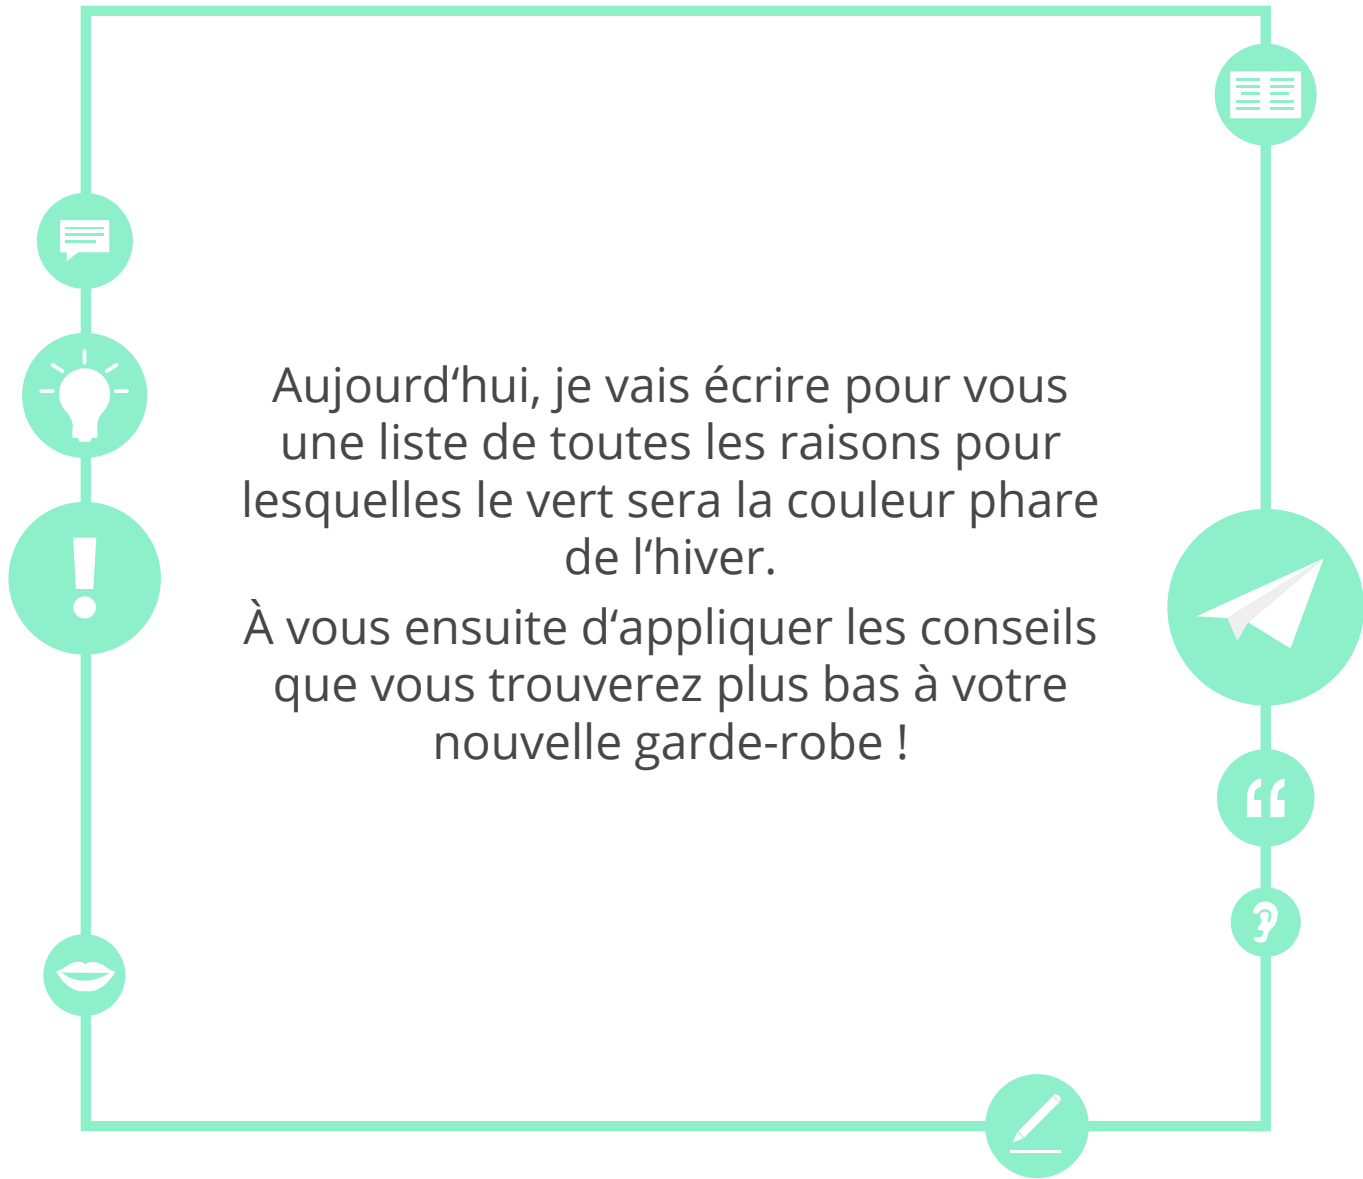 Aujourd‘hui, je vais écrire pour vous
une liste de toutes les raisons pour
lesquelles le vert sera la couleur phare
de l‘hiver.
À vous ensuite d‘appliquer les conseils
que vous trouverez plus bas à votre
nouvelle garde-robe !